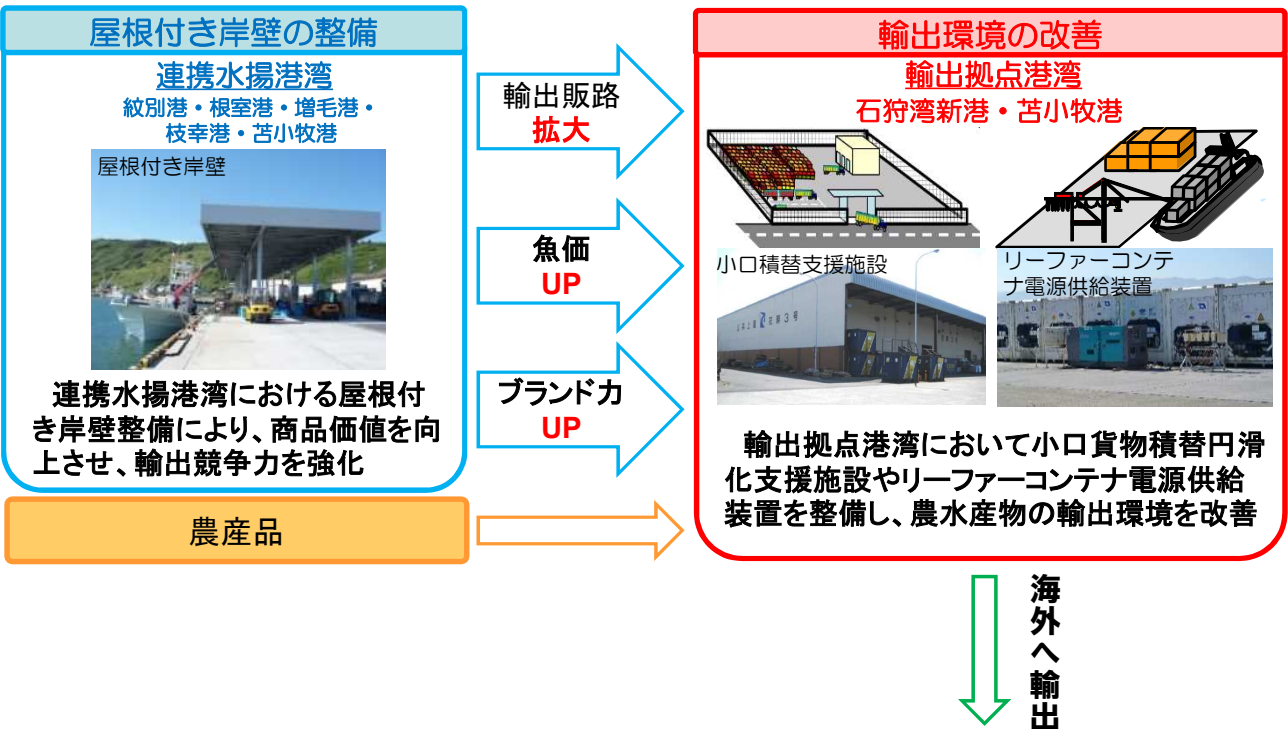 屋根付き岸壁の整備
連携水揚港湾
紋別港・根室港・増毛港・
枝幸港・苫小牧港
屋根付き岸壁
連携水揚港湾における屋根付
き岸壁整備により、商品価値を向
上させ、輸出競争力を強化
農産品
輸出販路
拡大
魚価
UP
ブランド力
UP
輸出環境の改善
輸出拠点港湾
石狩湾新港・苫小牧港
小口積替支援施設
リーファーコンテ
ナ電源供給装置
輸出拠点港湾において小口貨物積替円滑
化支援施設やリーファーコンテナ電源供給
装置を整備し、農水産物の輸出環境を改善
海外へ輸出